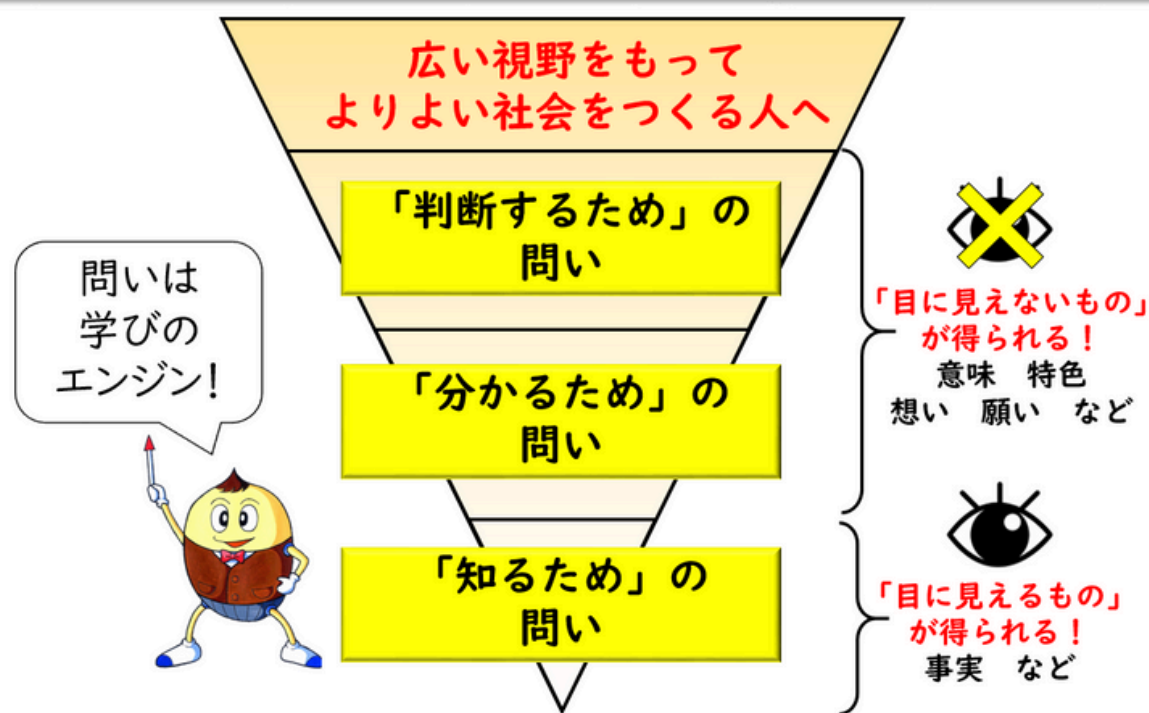 広い視野をもって
よりよい社会をつくる人へ
「判断するため」の
問い
「分かるため」の
問い
「知るため」の
問い
問いは
学びの
エンジン!
「目に見えないもの」
が得られる!
意味 特色
想い 願い など
「目に見えるもの」
が得られる!
事実 など